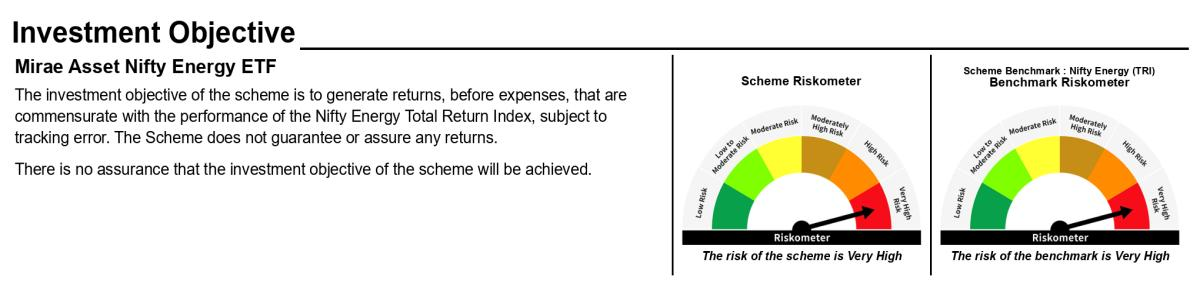 Investment Objective
Mirae Asset Nifty Energy ETF
The investment objective of the scheme is to generate returns, before expenses, that are
commensurate with the performance of the Nifty Energy Total Return Index, subject to
tracking error. The Scheme does not guarantee or assure any returns.
There is no assurance that the investment objective of the scheme will be achieved.
Scheme Riskometer
Low Risk
Low to
Moderate Risk
Moderate Risk
Moderately
High Risk
High Risk
Very High
Risk
Riskometer
The risk of the scheme is Very High
Scheme Benchmark : Nifty Energy (TRI)
Benchmark Riskometer
Low Risk
Low to
Moderate Risk
Moderate Risk
Moderately
High Risk
High Risk
Very High
Risk
Riskometer
The risk of the benchmark is Very High